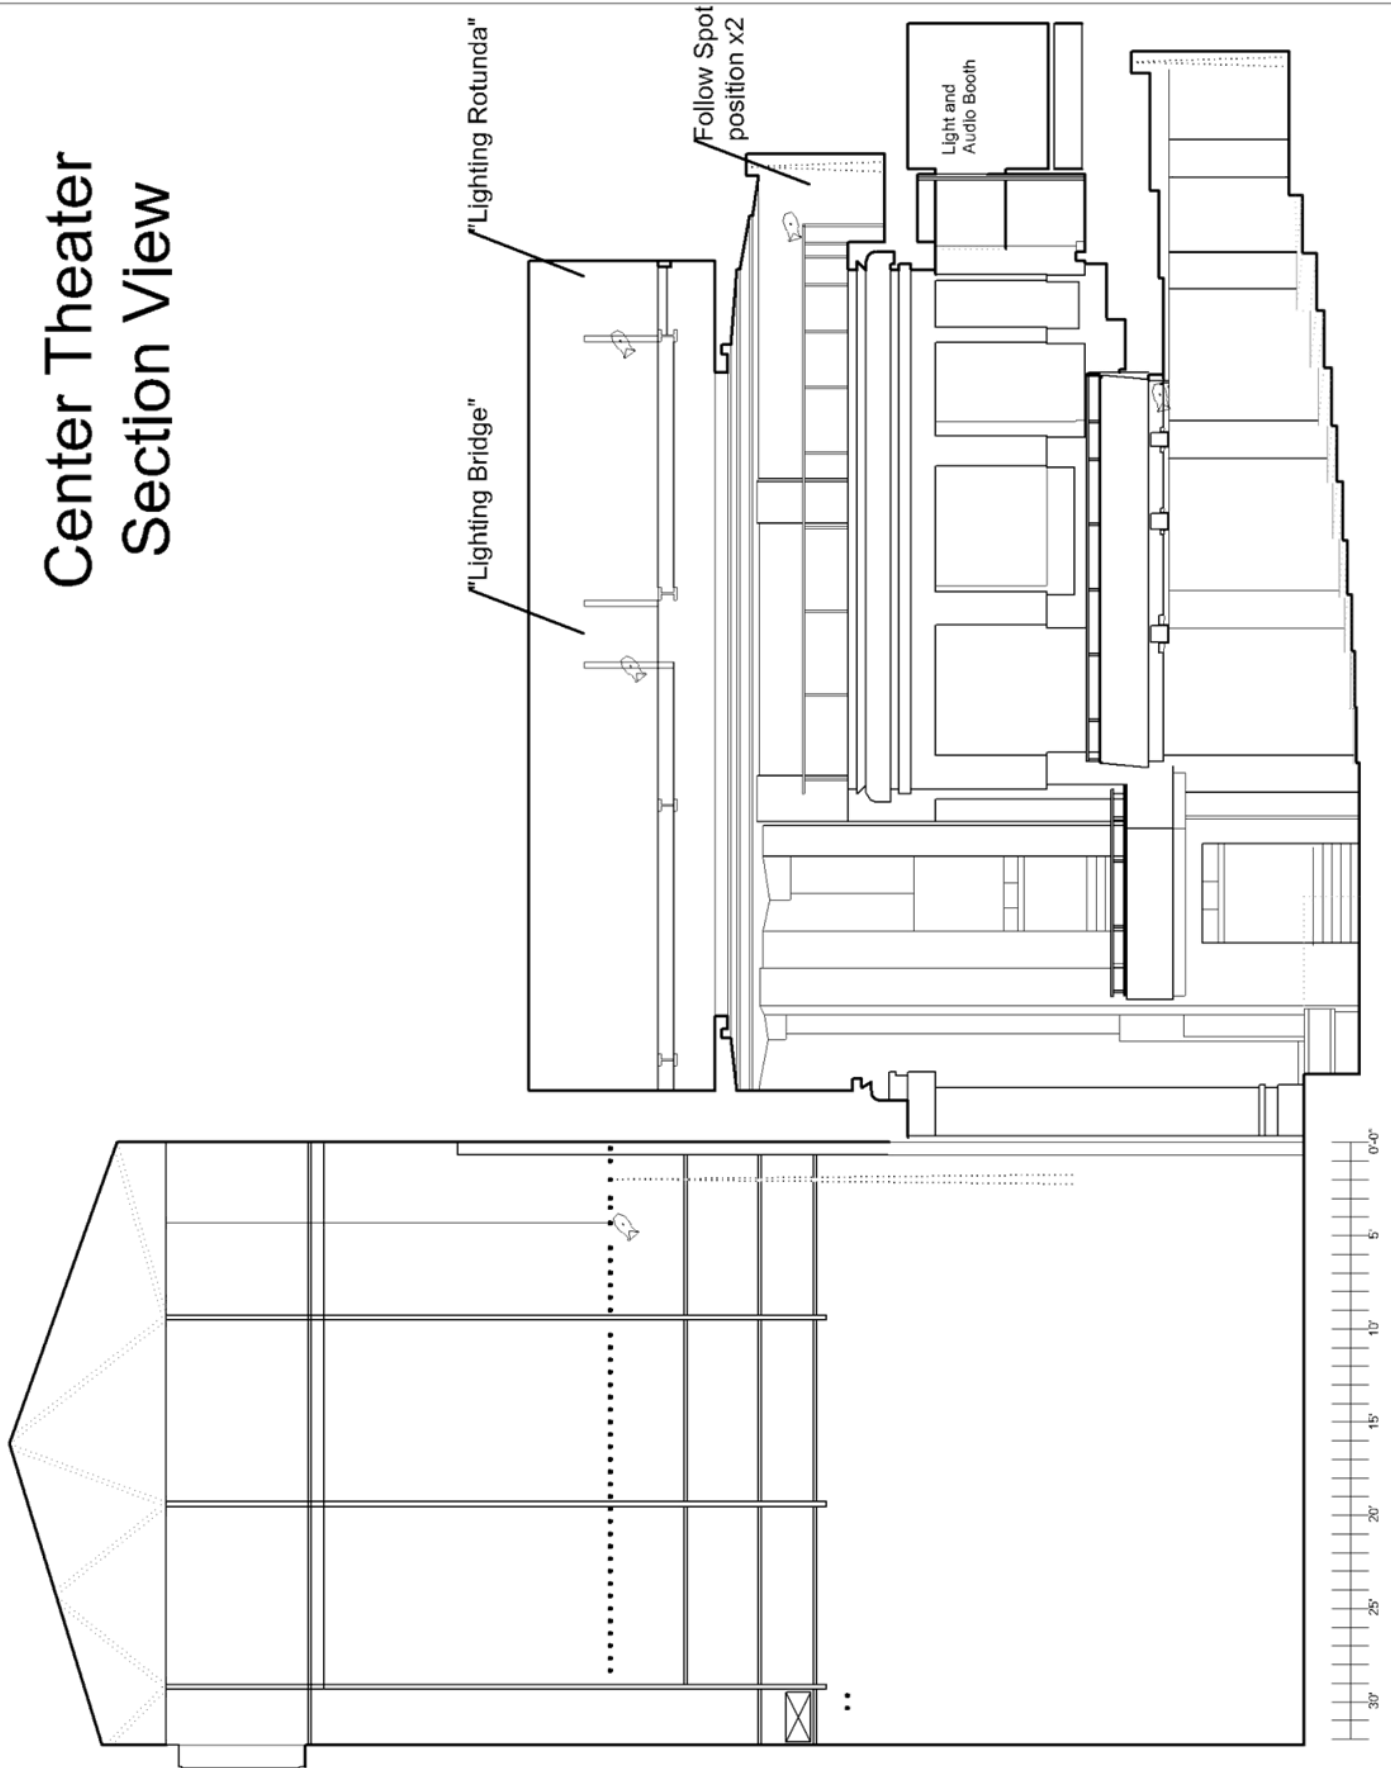 Center Theater
Section View
"Lighting Bridge"
"Lighting Rotunda"
Follow Spot
position x2
Light and
Audio Booth
30'
25'
20'
15'
10'
5'
0'-0"